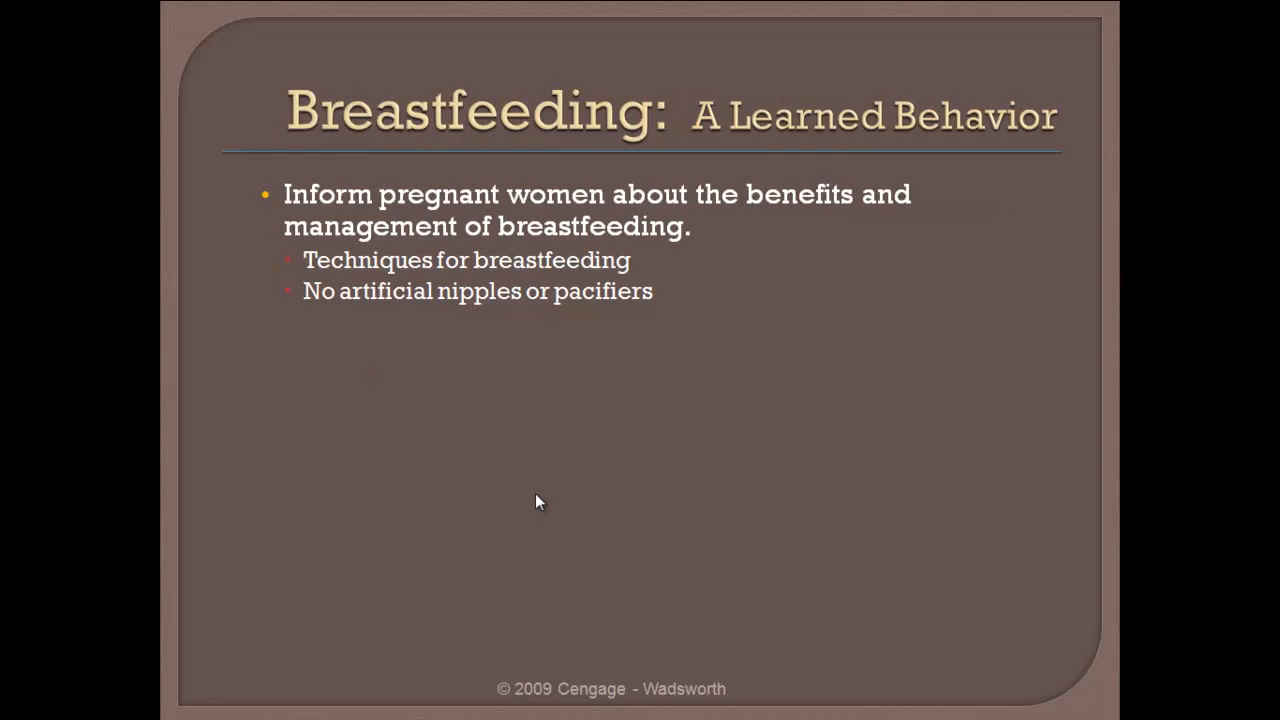 Breastfeeding: A Learned Behavior
• Inform pregnant women about the benefits and
management of breastfeeding.
• Techniques for breastfeeding
• No artificial nipples or pacifiers
© 2009 Cengage - Wadsworth